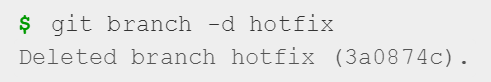 $ git branch -d hotfix
Deleted branch hotfix (3a0874c).